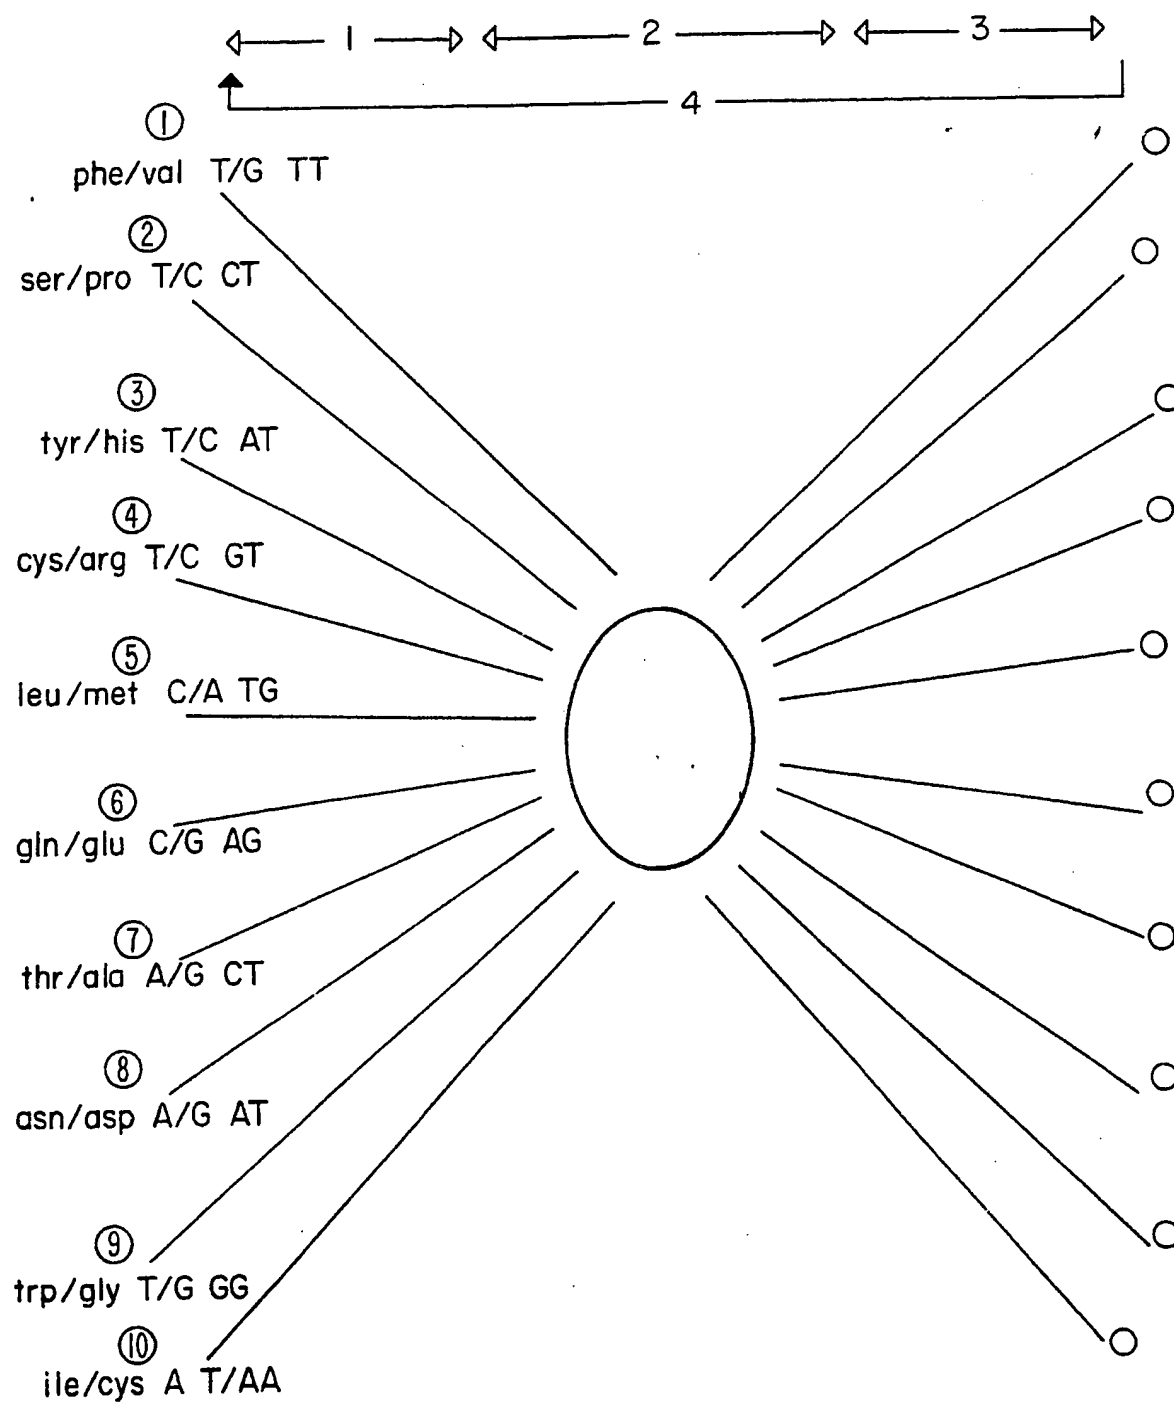 1 2 3
4
1
phe/val T/G TT
2
ser/pro T/C CT
3
tyr/his T/C AT
4
cys/arg T/C GT
5
leu/met C/A TG
6
gln/glu C/G AG
7
thr/ala A/G CT
8
asn/asp A/G AT
9
trp/gly T/G GG
10
ile/cys A T/AA